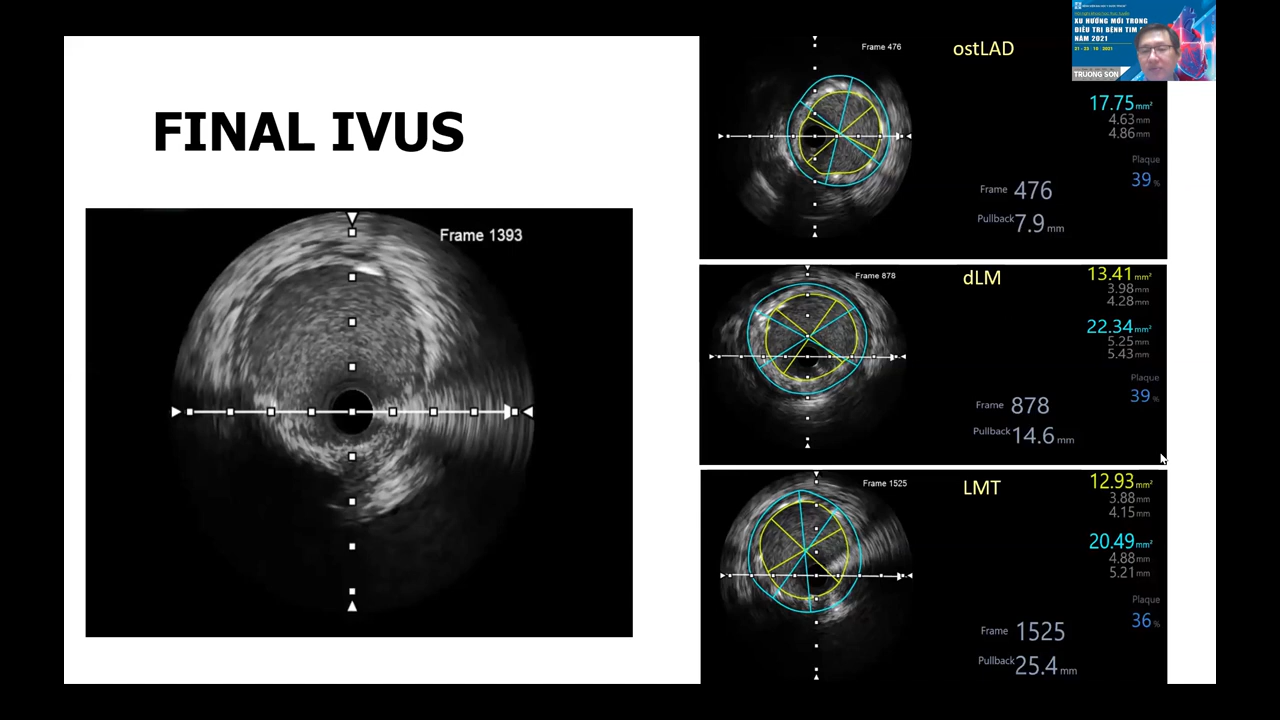 FINAL IVUS
Frame 1393
Frame 476
ostLAD
17.75 mm²
4.63 mm
4.86 mm
Plaque
39 %
Frame 476
Pullback 7.9 mm
Frame 878
dLM
13.41 mm²
3.98 mm
4.28 mm
22.34 mm²
5.25 mm
5.43 mm
Plaque
39 %
Frame 878
Pullback 14.6 mm
Frame 1525
LMT
12.93 mm²
3.88 mm
4.15 mm
20.49 mm²
4.88 mm
5.21 mm
Plaque
36 %
Frame 1525
Pullback 25.4 mm
XU HƯỚNG MỚI TRONG
ĐIỀU TRỊ BỆNH TIM
NĂM 2021
TRUONG SON